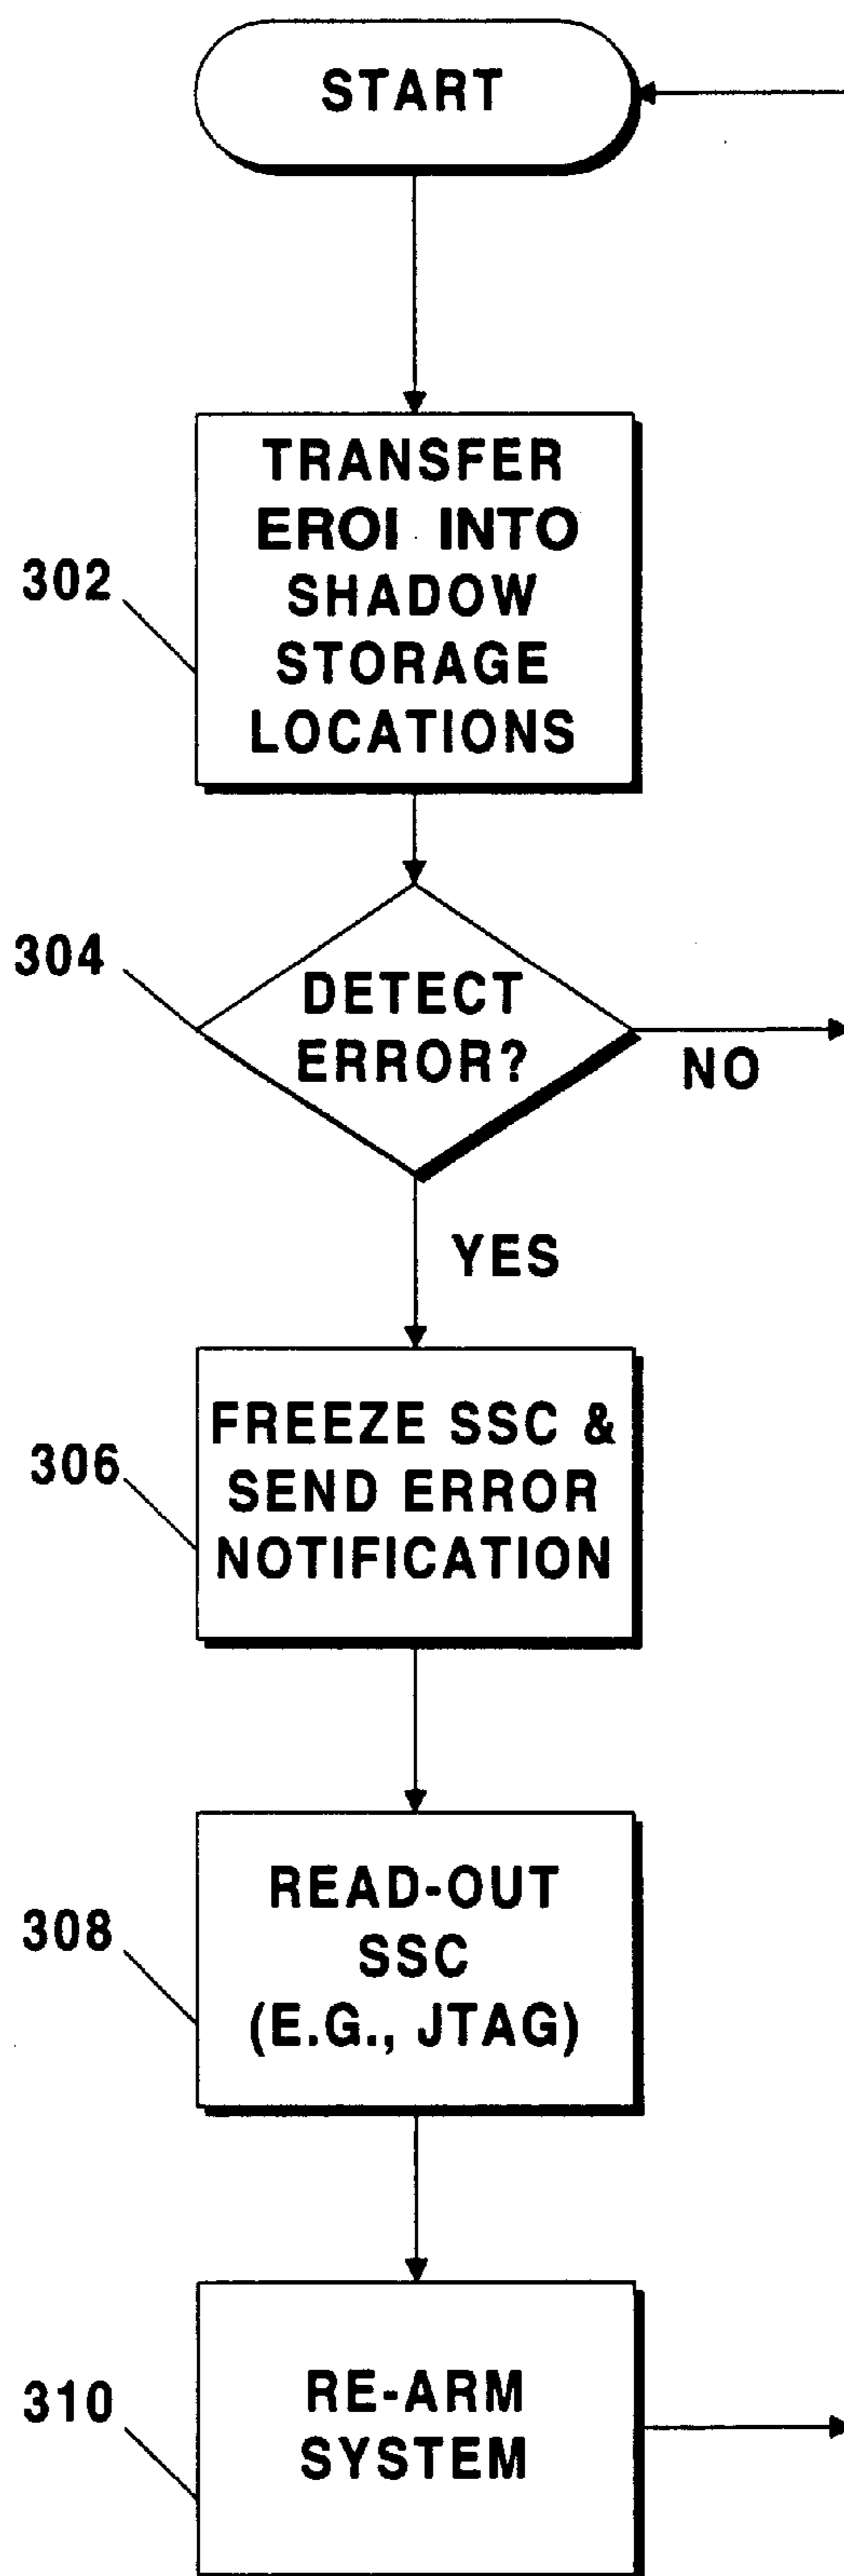 START
TRANSFER
EROI INTO
SHADOW
STORAGE
LOCATIONS
302
DETECT
ERROR?
304
NO
YES
FREEZE SSC &
SEND ERROR
NOTIFICATION
306
READ-OUT
SSC
(E.G., JTAG)
308
RE-ARM
SYSTEM
310